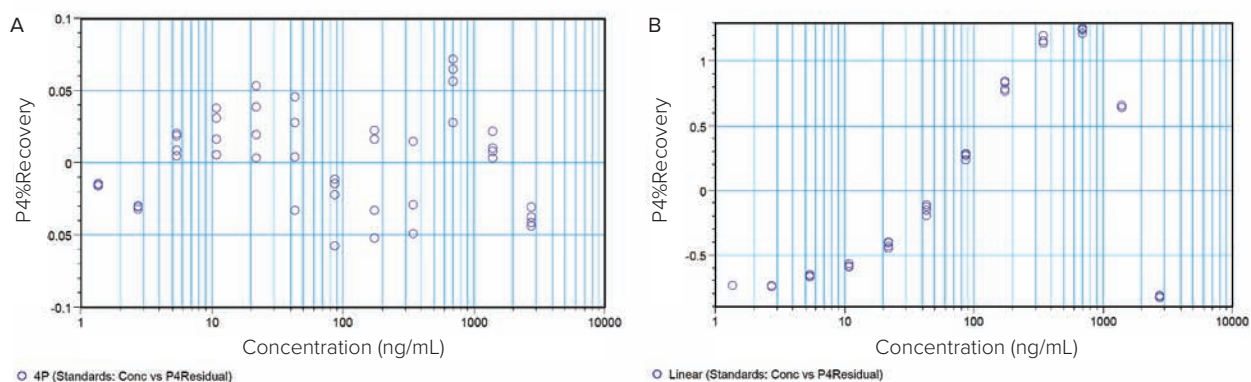 A
P4%Recovery
0.1
0.05
0
0.05
-0.1
1
10
100
1000
10000
Concentration (ng/mL)
4P (Standards: Conc vs P4Residual)
B
P4%Recovery
1
0.5
0
-0.5
1
10
100
1000
10000
Concentration (ng/mL)
Linear (Standards: Conc vs P4Residual)